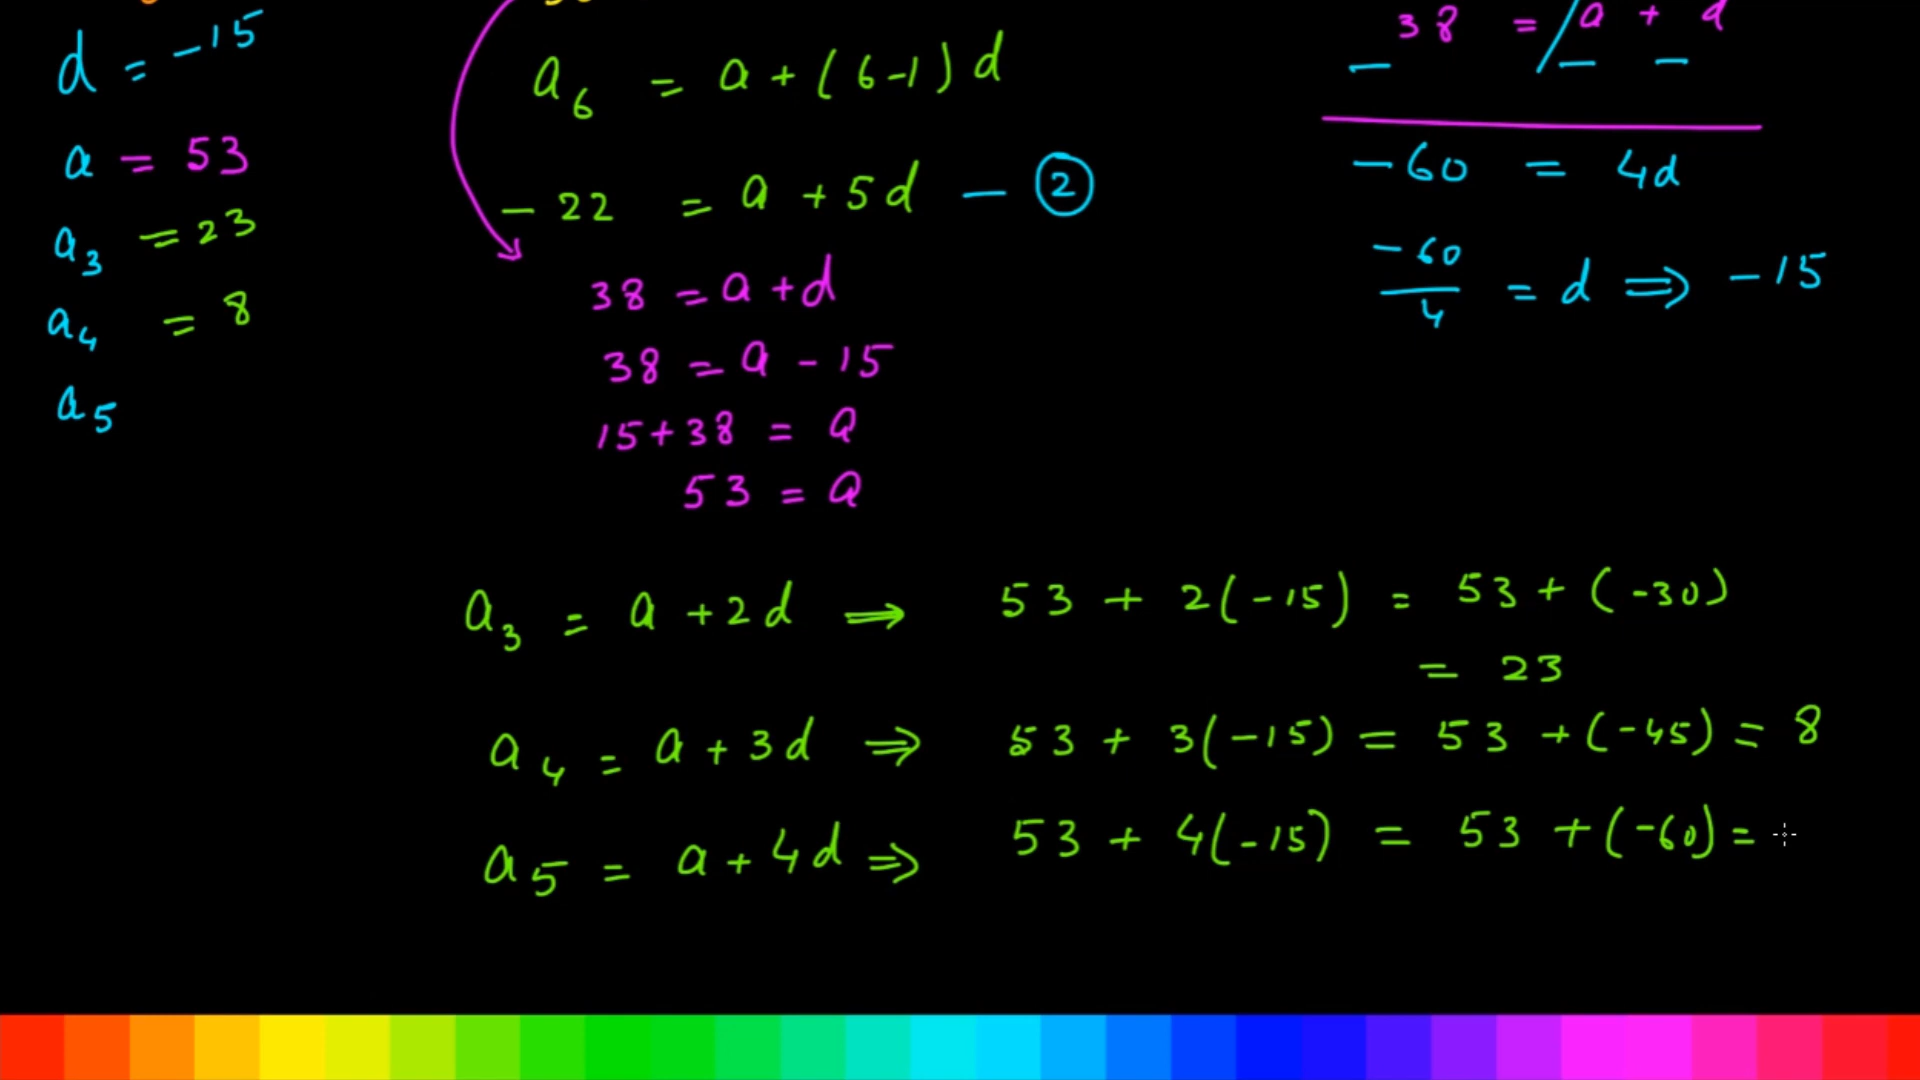 d = -15
a = 53
a₃ = 23
a₄ = 8
a₅
a₆ = a + (6-1)d
-22 = a + 5d - ②
38 = a + d
38 = a - 15
15 + 38 = a
53 = a
38 = a + d
- - -
-60 = 4d
-60/4 = d ⇒ -15
a₃ = a + 2d ⇒ 53 + 2(-15) = 53 + (-30)
= 23
a₄ = a + 3d ⇒ 53 + 3(-15) = 53 + (-45) = 8
a₅ = a + 4d ⇒ 53 + 4(-15) = 53 + (-60) =